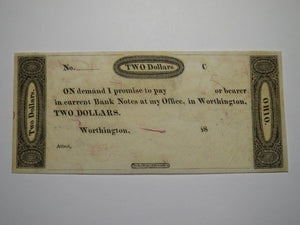 No. TWO Dollars. C
ON demand I promise to pay or bearer
in current Bank Notes at my Office, in Worthington,
TWO DOLLARS.
Worthington, 18
Attest,
Two Dollars.
OHIO.